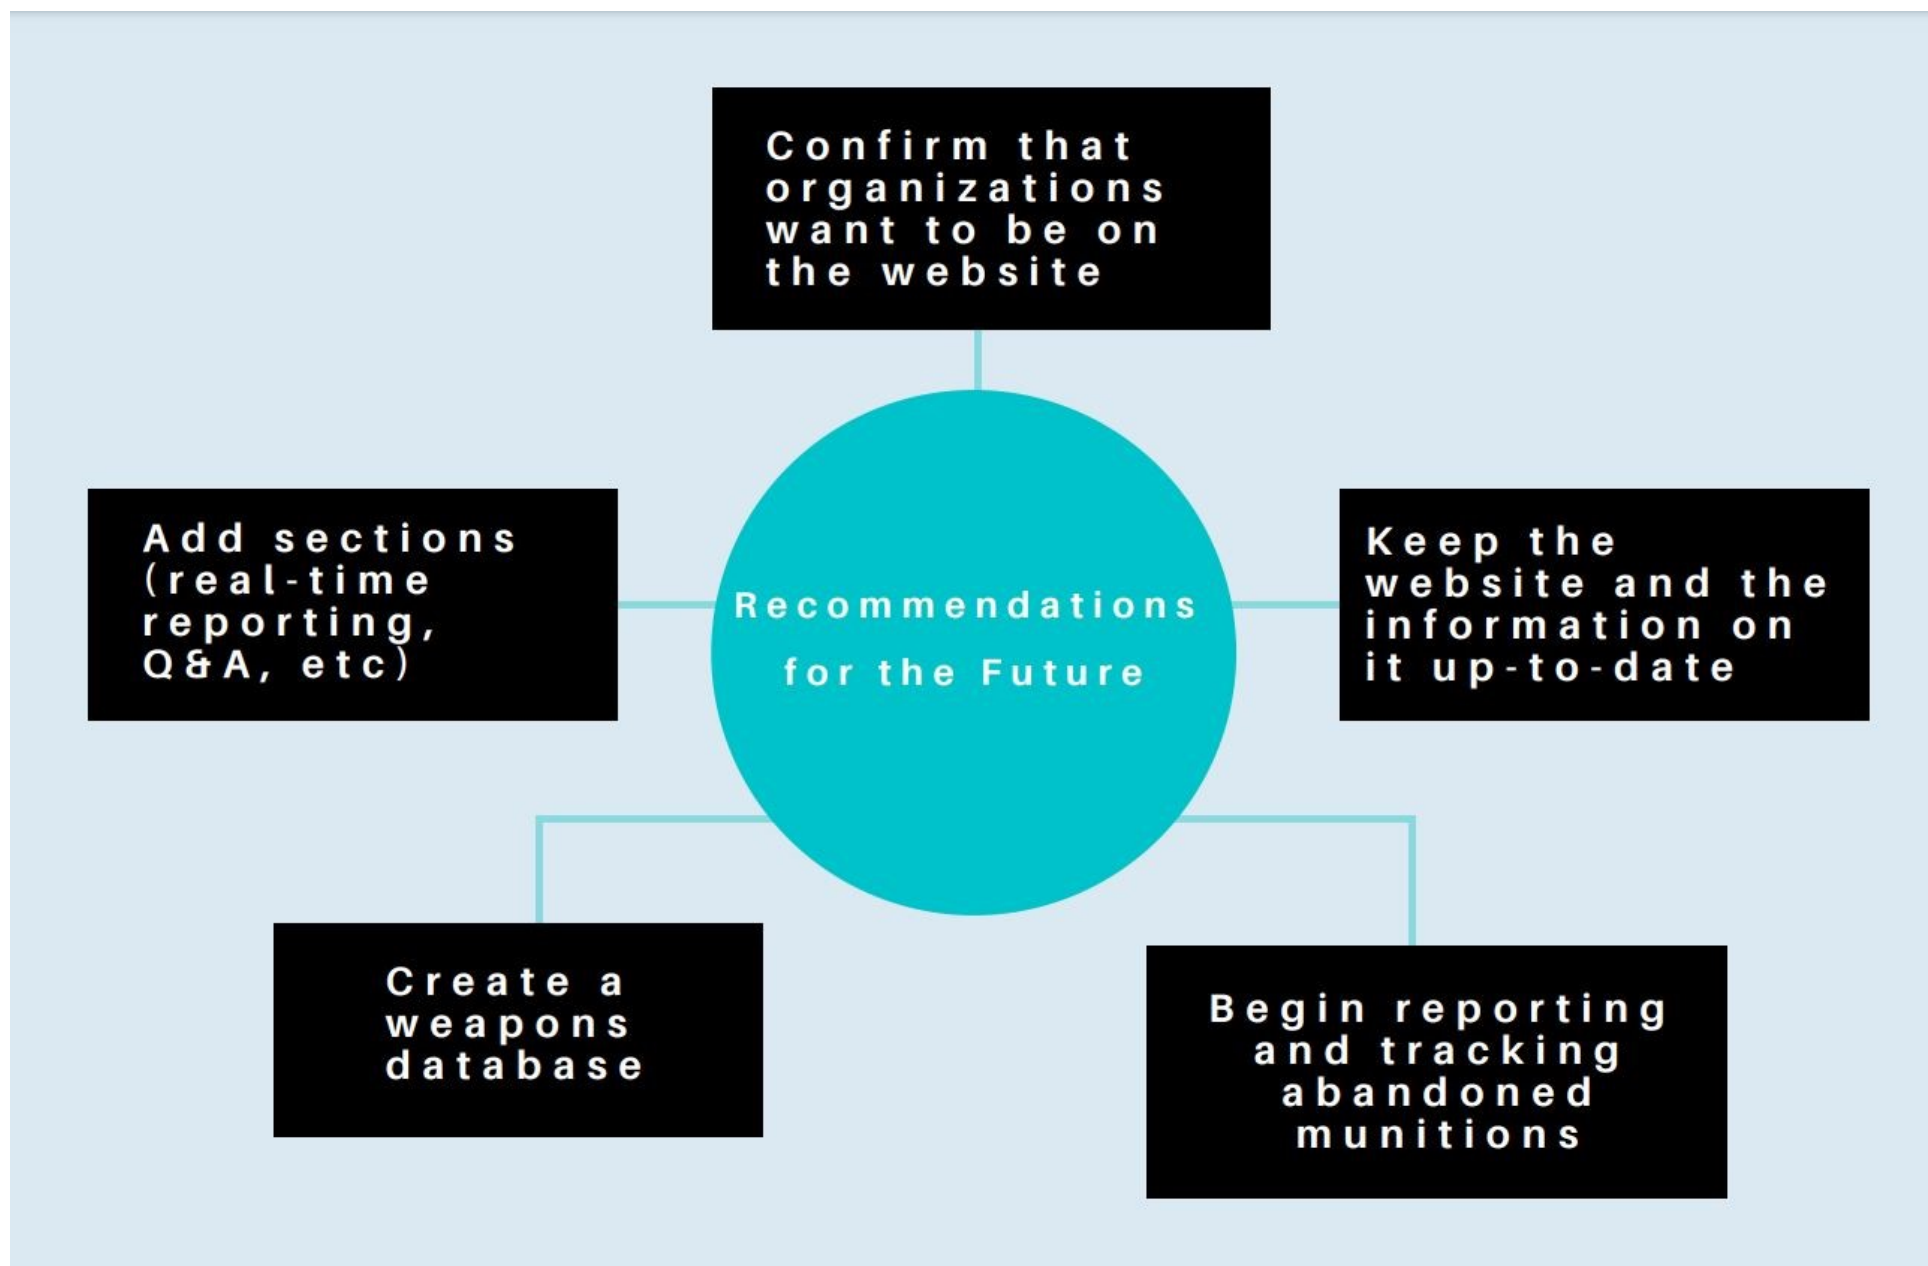 Confirm that
organizations
want to be on
the website
Add sections
(real-time
reporting,
Q&A, etc)
Recommendations
for the Future
Keep the
website and the
information on
it up-to-date
Create a
weapons
database
Begin reporting
and tracking
abandoned
munitions